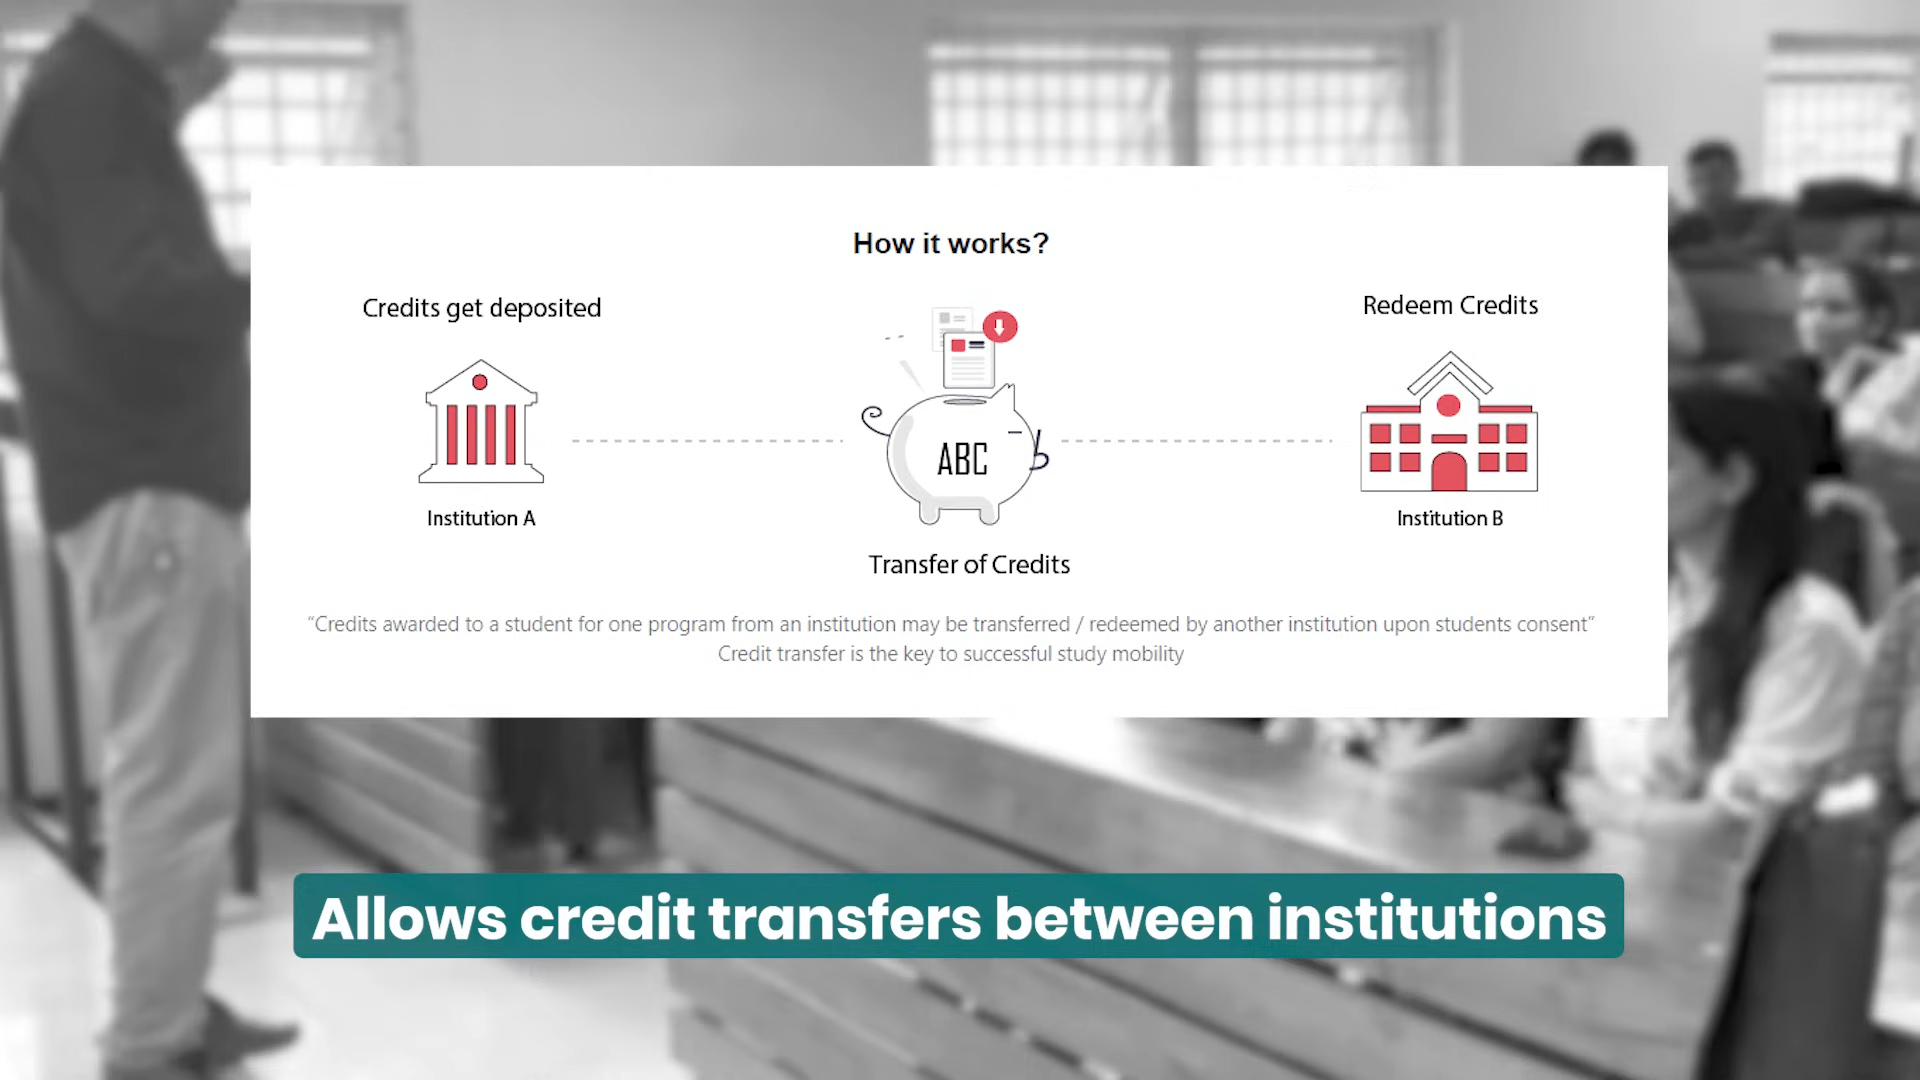 How it works?
Credits get deposited
Redeem Credits
ABC
Institution A
Institution B
Transfer of Credits
“Credits awarded to a student for one program from an institution may be transferred / redeemed by another institution upon students consent”
Credit transfer is the key to successful study mobility
Allows credit transfers between institutions